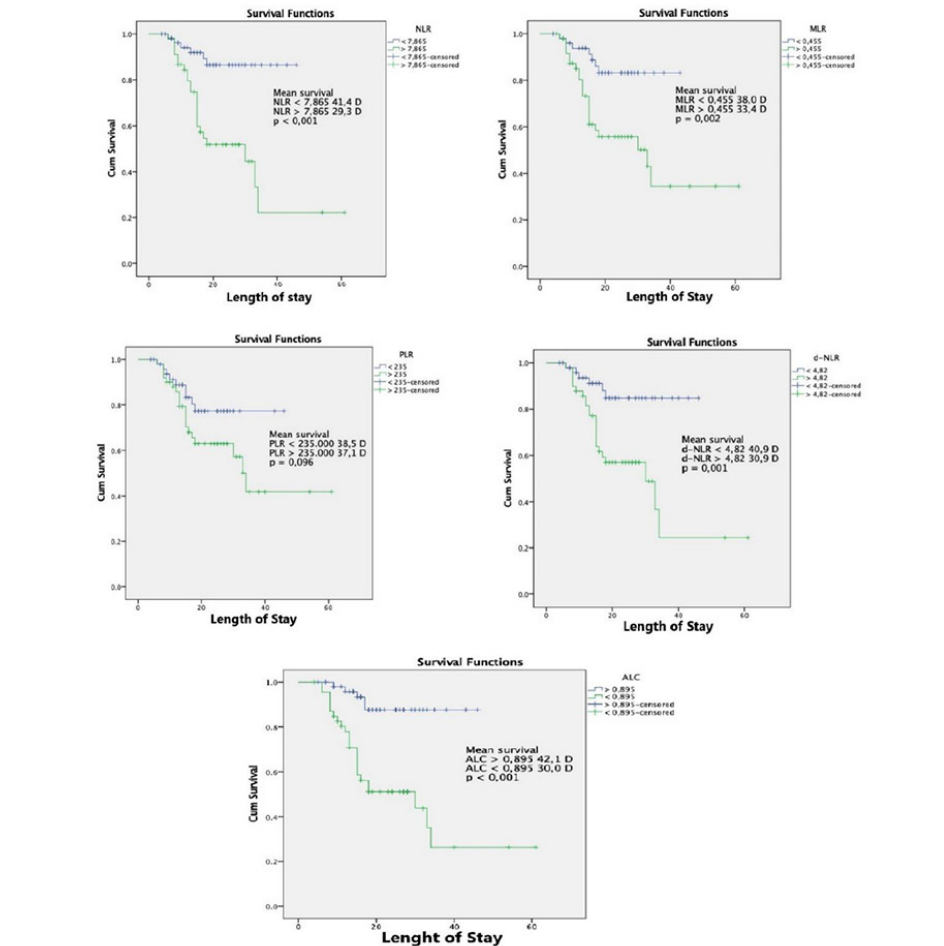 Survival Functions
NLR
< 7,865
> 7,865
< 7,865-censored
> 7,865-censored
1.0
0.8
0.6
0.4
0.2
0.0
Cum Survival
Mean survival
NLR < 7,865 41,4 D
NLR > 7,865 29,3 D
p < 0,001
0 20 40 60
Length of stay
Survival Functions
MLR
< 0,455
> 0,455
< 0,455-censored
> 0,455-censored
1.0
0.8
0.6
0.4
0.2
0.0
Cum Survival
Mean survival
MLR < 0,455 38,0 D
MLR > 0,455 33,4 D
p = 0,002
0 20 40 60
Length of Stay
Survival Functions
PLR
< 235
> 235
< 235-censored
> 235-censored
1.0
0.8
0.6
0.4
0.2
0.0
Cum Survival
Mean survival
PLR < 235.000 38,5 D
PLR > 235.000 37,1 D
p = 0,096
0 20 40 60
Length of Stay
Survival Functions
d-NLR
< 4,82
> 4,82
< 4,82-censored
> 4,82-censored
1.0
0.8
0.6
0.4
0.2
0.0
Cum Survival
Mean survival
d-NLR < 4,82 40,9 D
d-NLR > 4,82 30,9 D
p = 0,001
0 20 40 60
Length of Stay
Survival Functions
ALC
> 0,895
< 0,895
> 0,895-censored
< 0,895-censored
1.0
0.8
0.6
0.4
0.2
0.0
Cum Survival
Mean survival
ALC > 0,895 42,1 D
ALC < 0,895 30,0 D
p < 0,001
0 20 40 60
Lenght of Stay